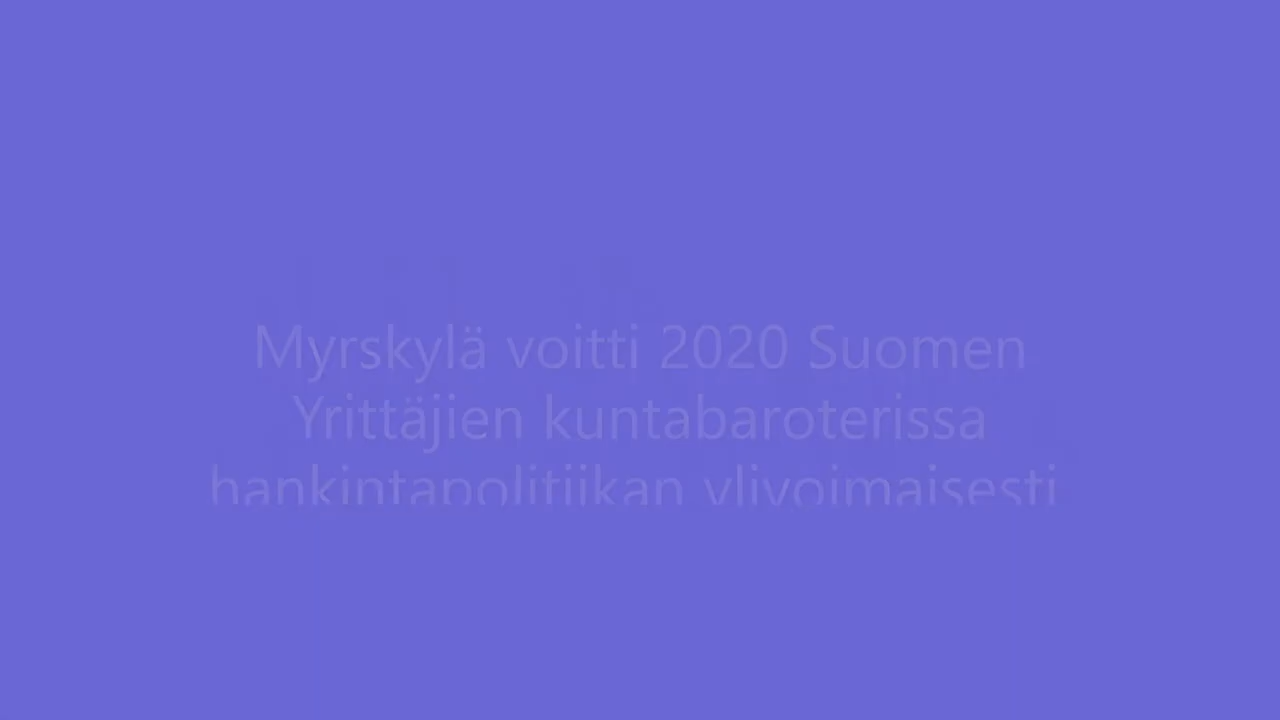 Myrskylä voitti 2020 Suomen
Yrittäjien kuntabaroterissa
hankintapolitiikan ylivoimaisesti